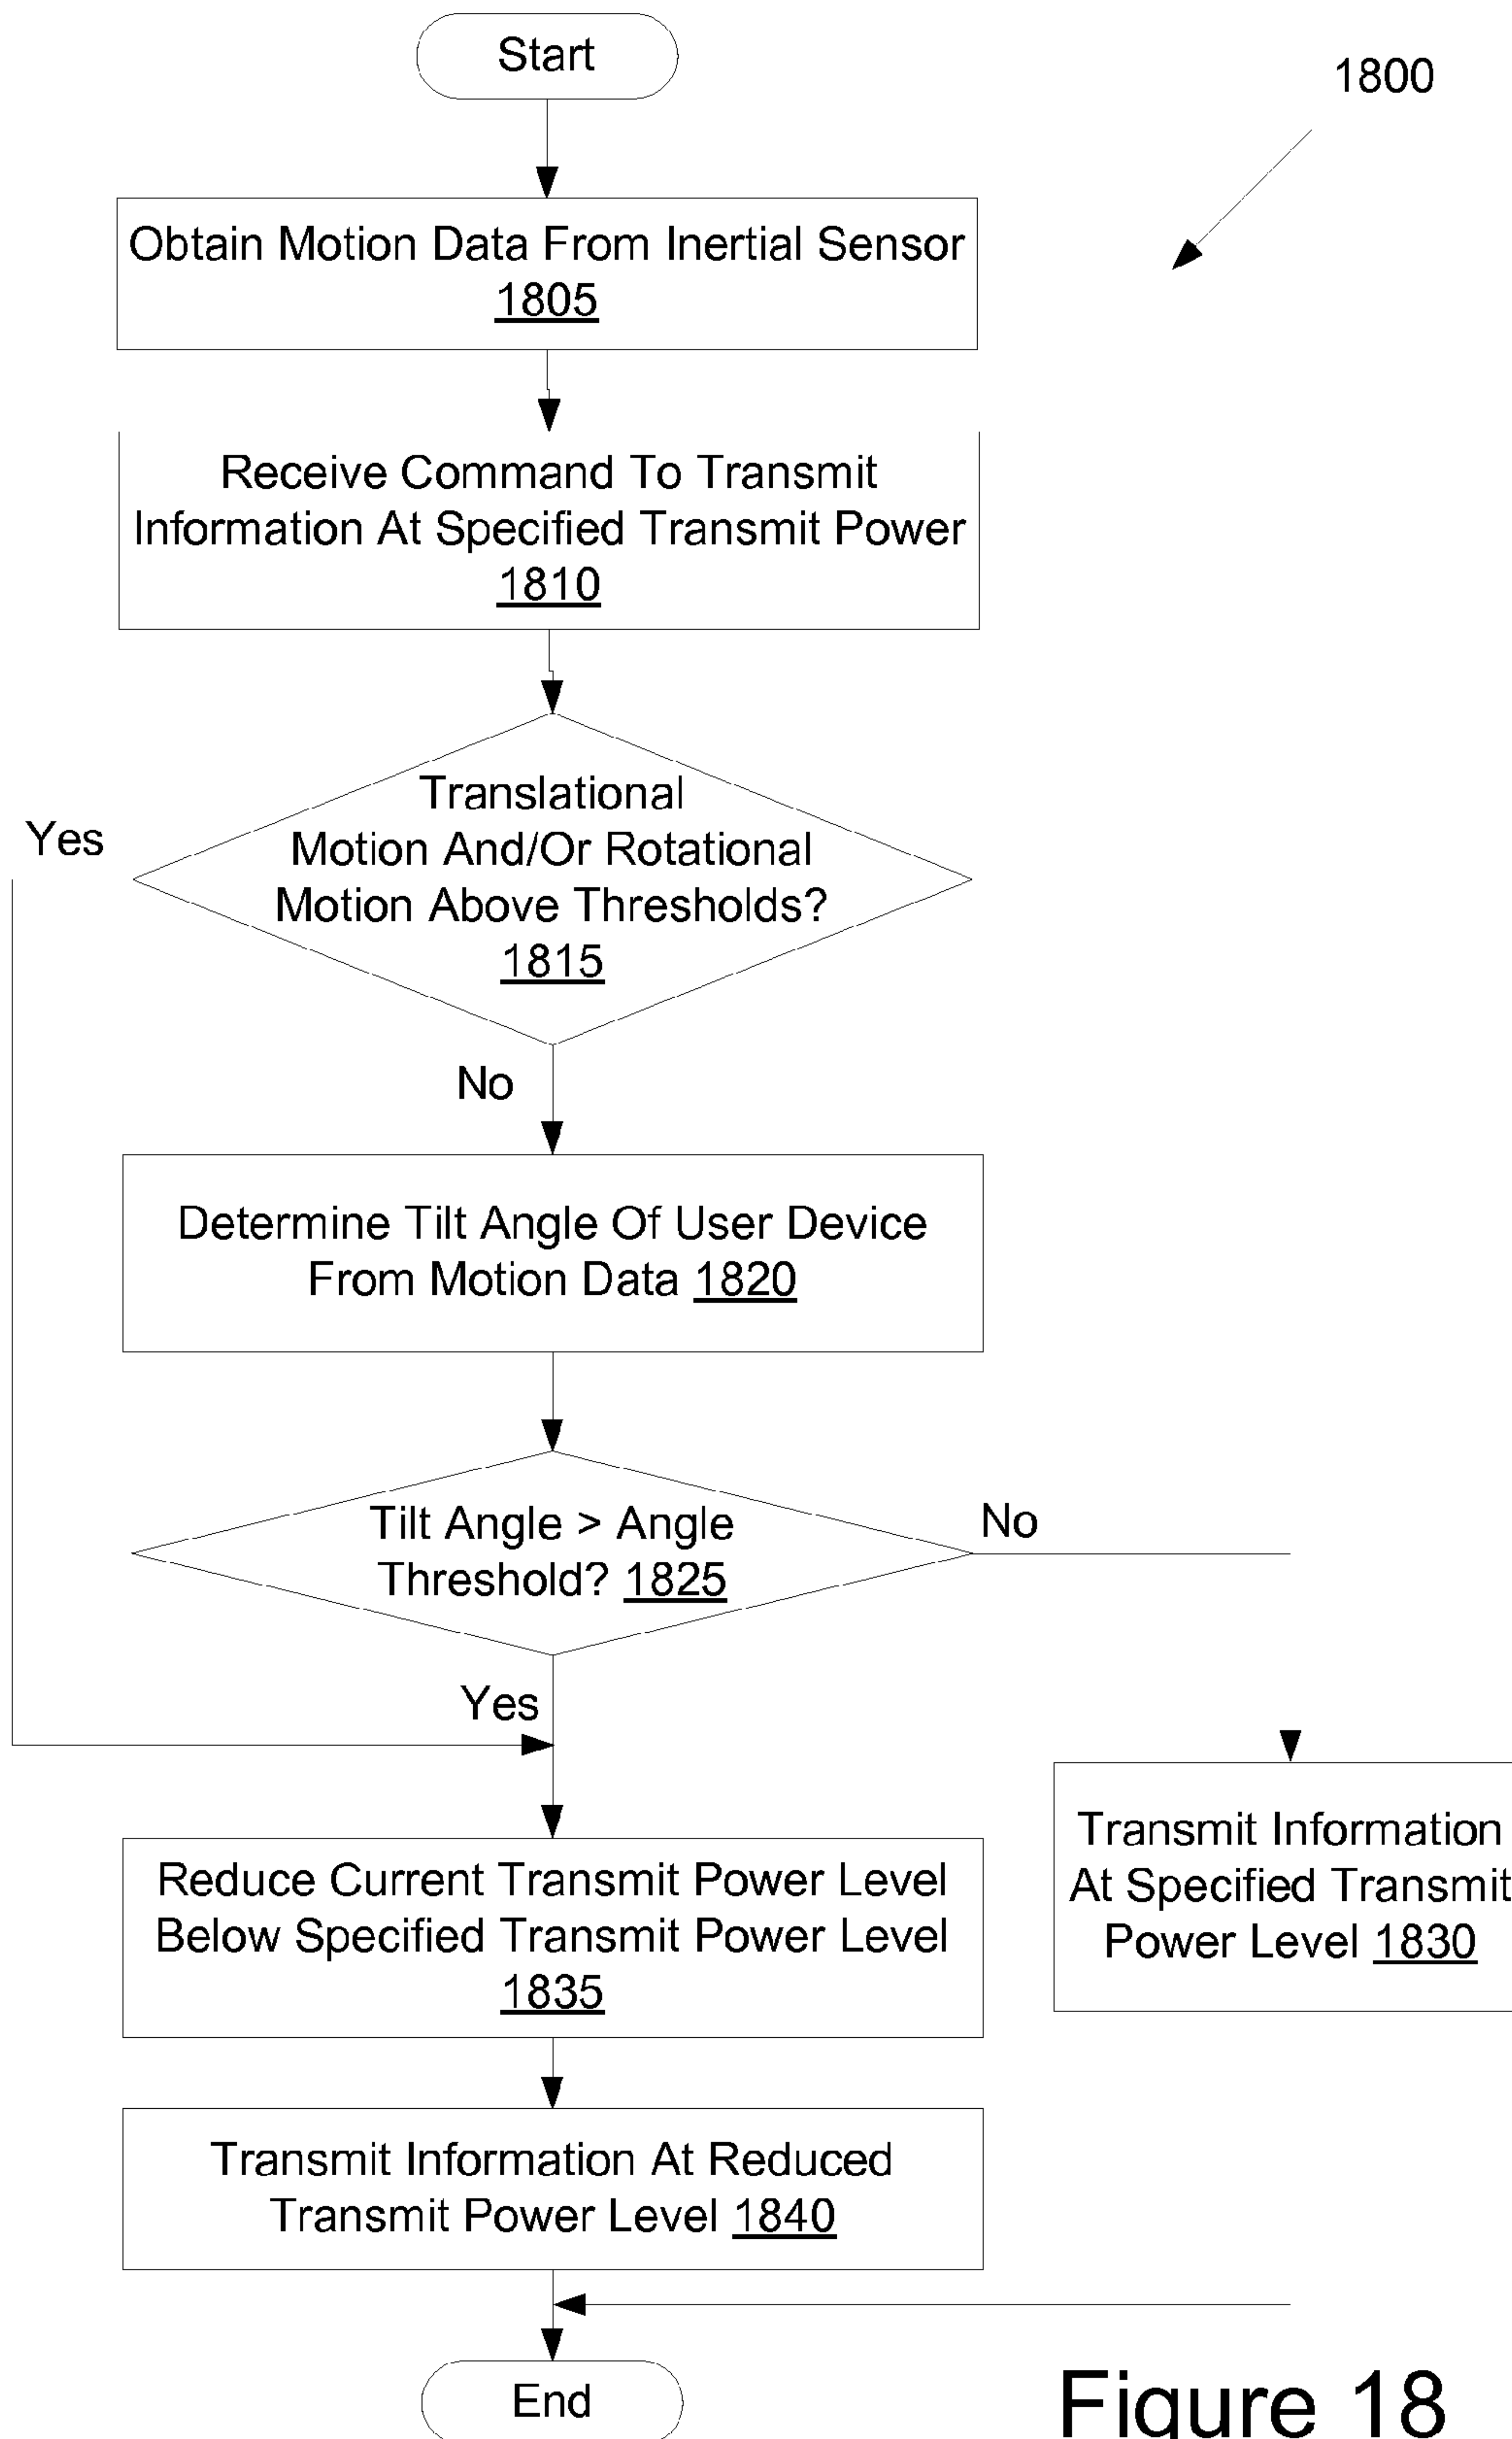 Start
1800
Obtain Motion Data From Inertial Sensor
1805
Receive Command To Transmit
Information At Specified Transmit Power
1810
Translational
Motion And/Or Rotational
Motion Above Thresholds?
1815
Yes
No
Determine Tilt Angle Of User Device
From Motion Data 1820
Tilt Angle > Angle
Threshold? 1825
No
Yes
Transmit Information
At Specified Transmit
Power Level 1830
Reduce Current Transmit Power Level
Below Specified Transmit Power Level
1835
Transmit Information At Reduced
Transmit Power Level 1840
End
Figure 18